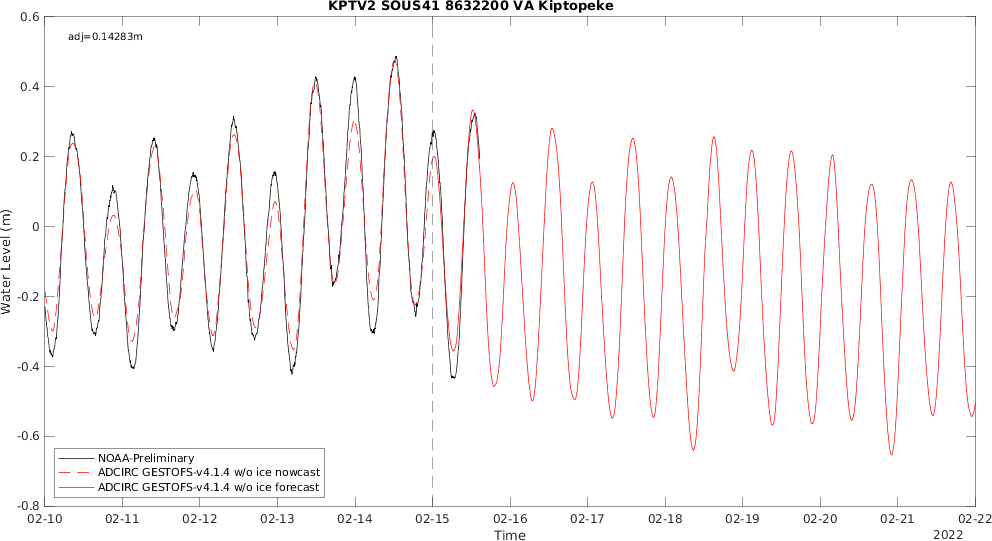 KPTV2 SOUS41 8632200 VA Kiptopeke
adj=0.14283m
0.6
0.4
0.2
0
-0.2
-0.4
-0.6
-0.8
Water Level (m)
NOAA-Preliminary
ADCIRC GESTOFS-v4.1.4 w/o ice nowcast
ADCIRC GESTOFS-v4.1.4 w/o ice forecast
02-10 02-11 02-12 02-13 02-14 02-15 02-16 02-17 02-18 02-19 02-20 02-21 02-22
Time
2022